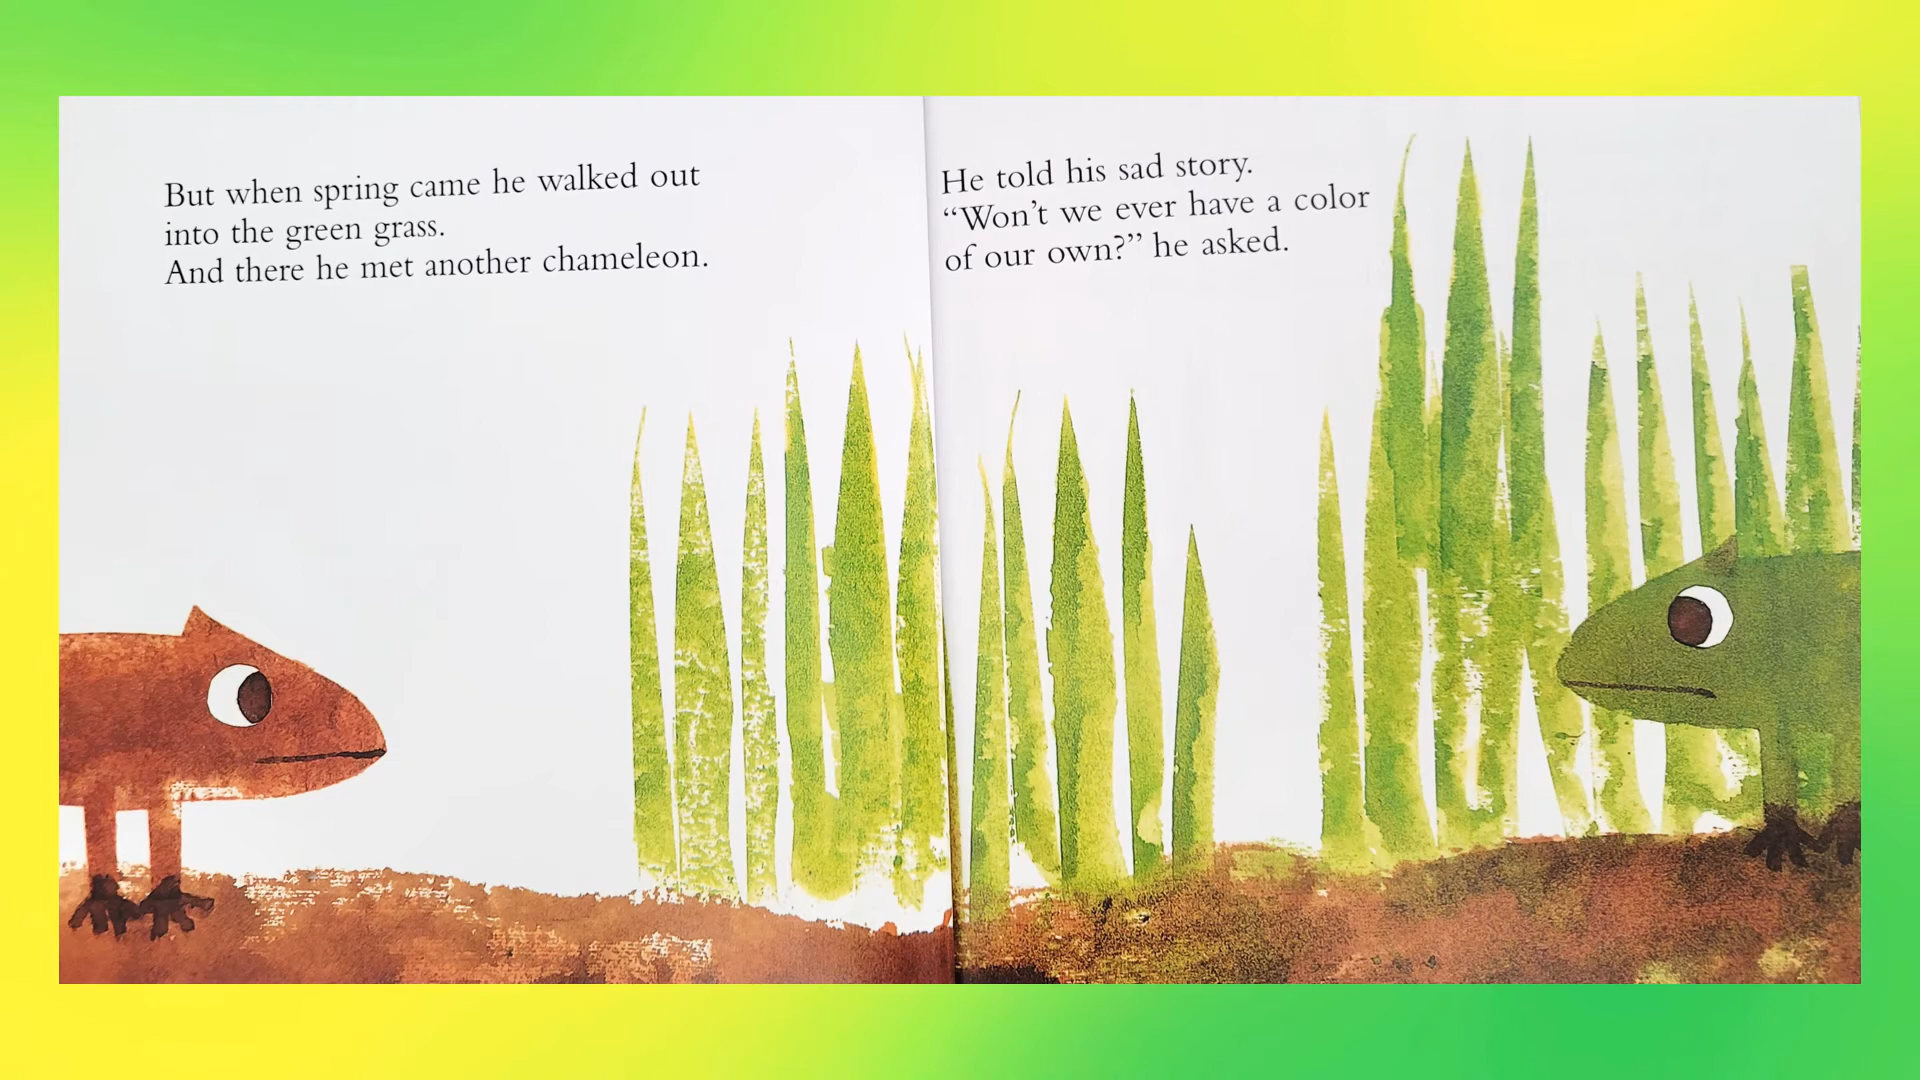 But when spring came he walked out
into the green grass.
And there he met another chameleon.
He told his sad story.
“Won’t we ever have a color
of our own?” he asked.